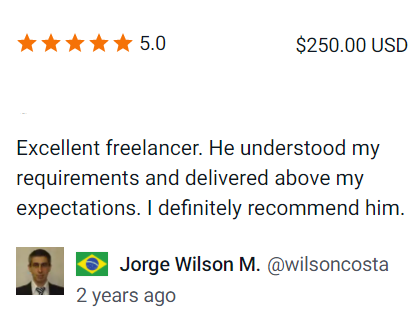 5.0 $250.00 USD
Excellent freelancer. He understood my
requirements and delivered above my
expectations. I definitely recommend him.
Jorge Wilson M. @wilsoncosta
2 years ago